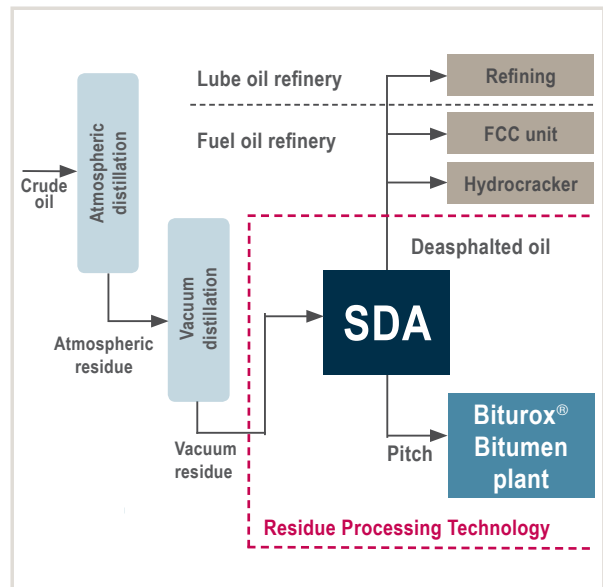 Lube oil refinery
Refining
Fuel oil refinery
FCC unit
Hydrocracker
Crude
oil
Atmospheric
distillation
Deasphalted oil
Vacuum
distillation
SDA
Atmospheric
residue
Vacuum
residue
Pitch
Biturox®
Bitumen
plant
Residue Processing Technology